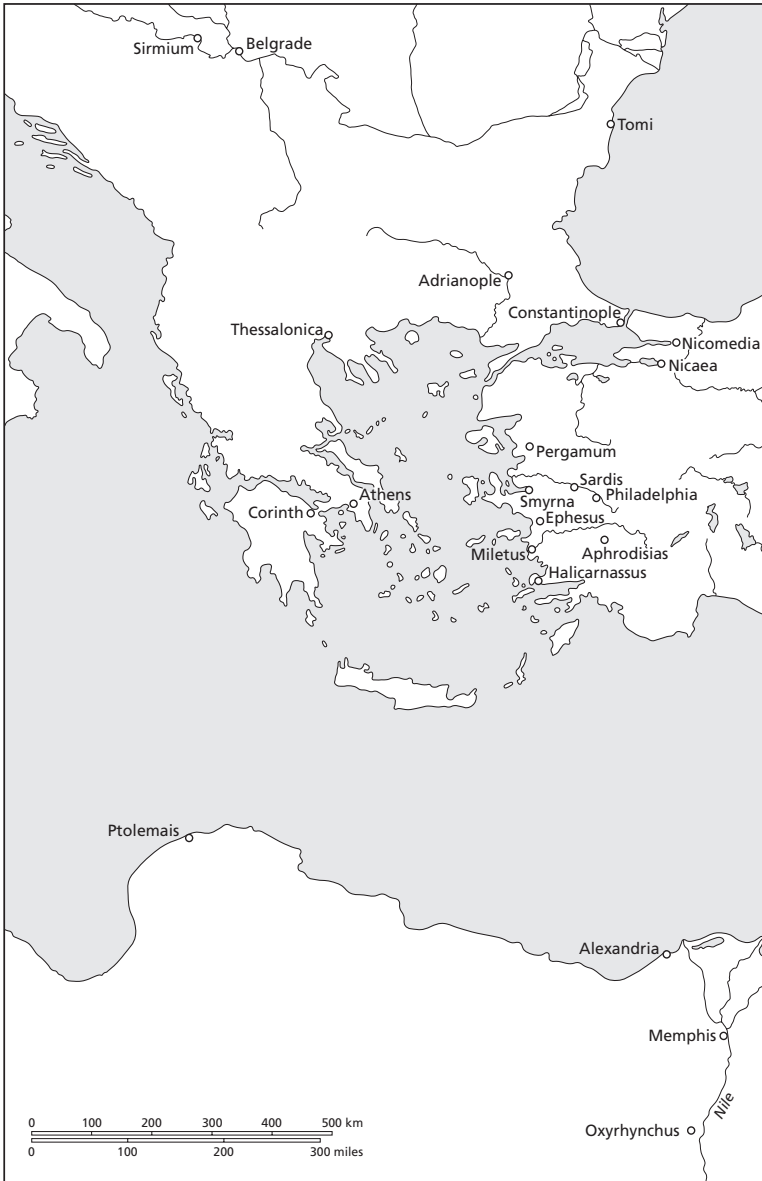 Sirmium
Belgrade
Tomi
Adrianople
Constantinople
Thessalonica
Nicomedia
Nicaea
Pergamum
Sardis
Athens
Smyrna
Philadelphia
Corinth
Ephesus
Miletus
Aphrodisias
Halicarnassus
Ptolemais
Alexandria
Memphis
Nile
Oxyrhynchus
0 100 200 300 400 500 km
0 100 200 300 miles